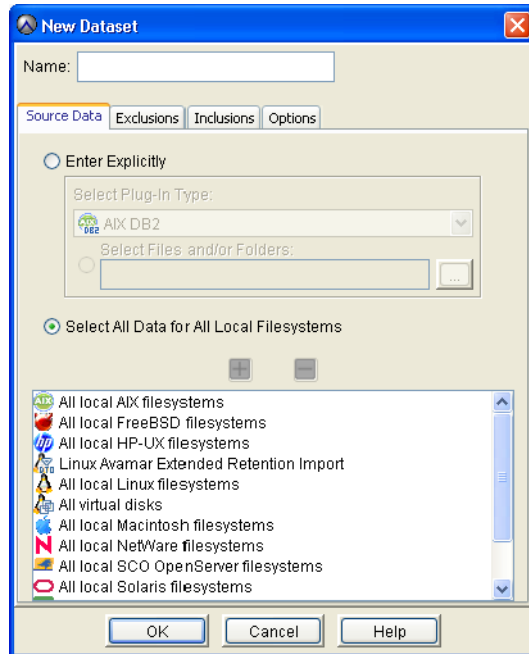 New Dataset
Name:
Source Data Exclusions Inclusions Options
Enter Explicitly
Select Plug-In Type:
AIX DB2
Select Files and/or Folders:
...
Select All Data for All Local Filesystems
All local AIX filesystems
All local FreeBSD filesystems
All local HP-UX filesystems
Linux Avamar Extended Retention Import
All local Linux filesystems
All virtual disks
All local Macintosh filesystems
All local NetWare filesystems
All local SCO OpenServer filesystems
All local Solaris filesystems
OK Cancel Help